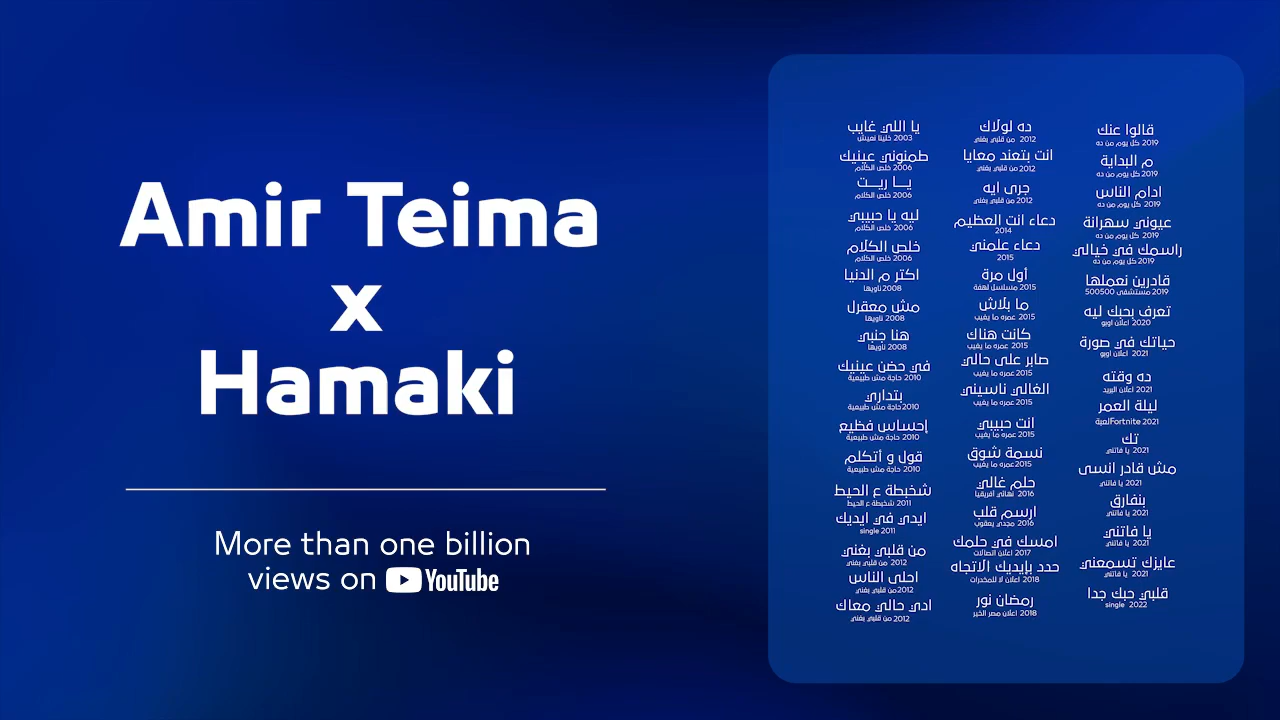 Amir Teima
x
Hamaki
More than one billion
views on YouTube
قالوا عنك
2019 كل يوم من ده
م البداية
2019 كل يوم من ده
ادام الناس
2019 كل يوم من ده
عيوني سهرانة
2019 كل يوم من ده
راسمك في خيالي
2019 كل يوم من ده
قادرين نعملها
2019 مستشفى 500500
تعرف بحبك ليه
2020 اعلان اوبو
حياتك في صورة
2021 اعلان اوبو
ده وقته
2021 اعلان البريد
ليلة العمر
لعبة Fortnite 2021
تك
2021 يا فاتني
مش قادر انسى
2021 يا فاتني
بنفارق
2021 يا فاتني
يا فاتني
2021 يا فاتني
عايزك تسمعني
2021 يا فاتني
قلبي حبك جدا
single 2022
ده لولاك
2012 من قلبي بغني
انت بتعند معايا
2012 من قلبي بغني
جرى ايه
2012 من قلبي بغني
دعاء انت العظيم
2014
دعاء علمني
2015
أول مرة
2015 مسلسل لهفة
ما بلاش
2015 عمره ما يغيب
كانت هناك
2015 عمره ما يغيب
صابر على حالي
2015 عمره ما يغيب
الغالي ناسيني
2015 عمره ما يغيب
انت حبيبي
2015 عمره ما يغيب
نسمة شوق
2015 عمره ما يغيب
حلم غالي
2016 نهائي أفريقيا
ارسم قلب
2016 مجدي يعقوب
امسك في حلمك
2017 اعلان اتصالات
حدد بإيديك الاتجاه
2018 اعلان لا للمخدرات
رمضان نور
2018 اعلان مصر الخير
يا اللي غايب
2003 خلينا نعيش
طمنوني عينيك
2006 خلص الكلام
يـــا ريـــت
2006 خلص الكلام
ليه يا حبيبي
2006 خلص الكلام
خلص الكلام
2006 خلص الكلام
اكتر م الدنيا
2008 ناويها
مش معقرل
2008 ناويها
هنا جنبي
2008 ناويها
في حضن عينيك
2010 حاجة مش طبيعية
بتداري
2010 حاجة مش طبيعية
إحساس فظيع
2010 حاجة مش طبيعية
قول و أتكلم
2010 حاجة مش طبيعية
شخبطة ع الحيط
2011 شخبطة ع الحيط
ايدي في ايديك
single 2011
من قلبي بغني
2012 من قلبي بغني
احلى الناس
2012 من قلبي بغني
ادي حالي معاك
2012 من قلبي بغني